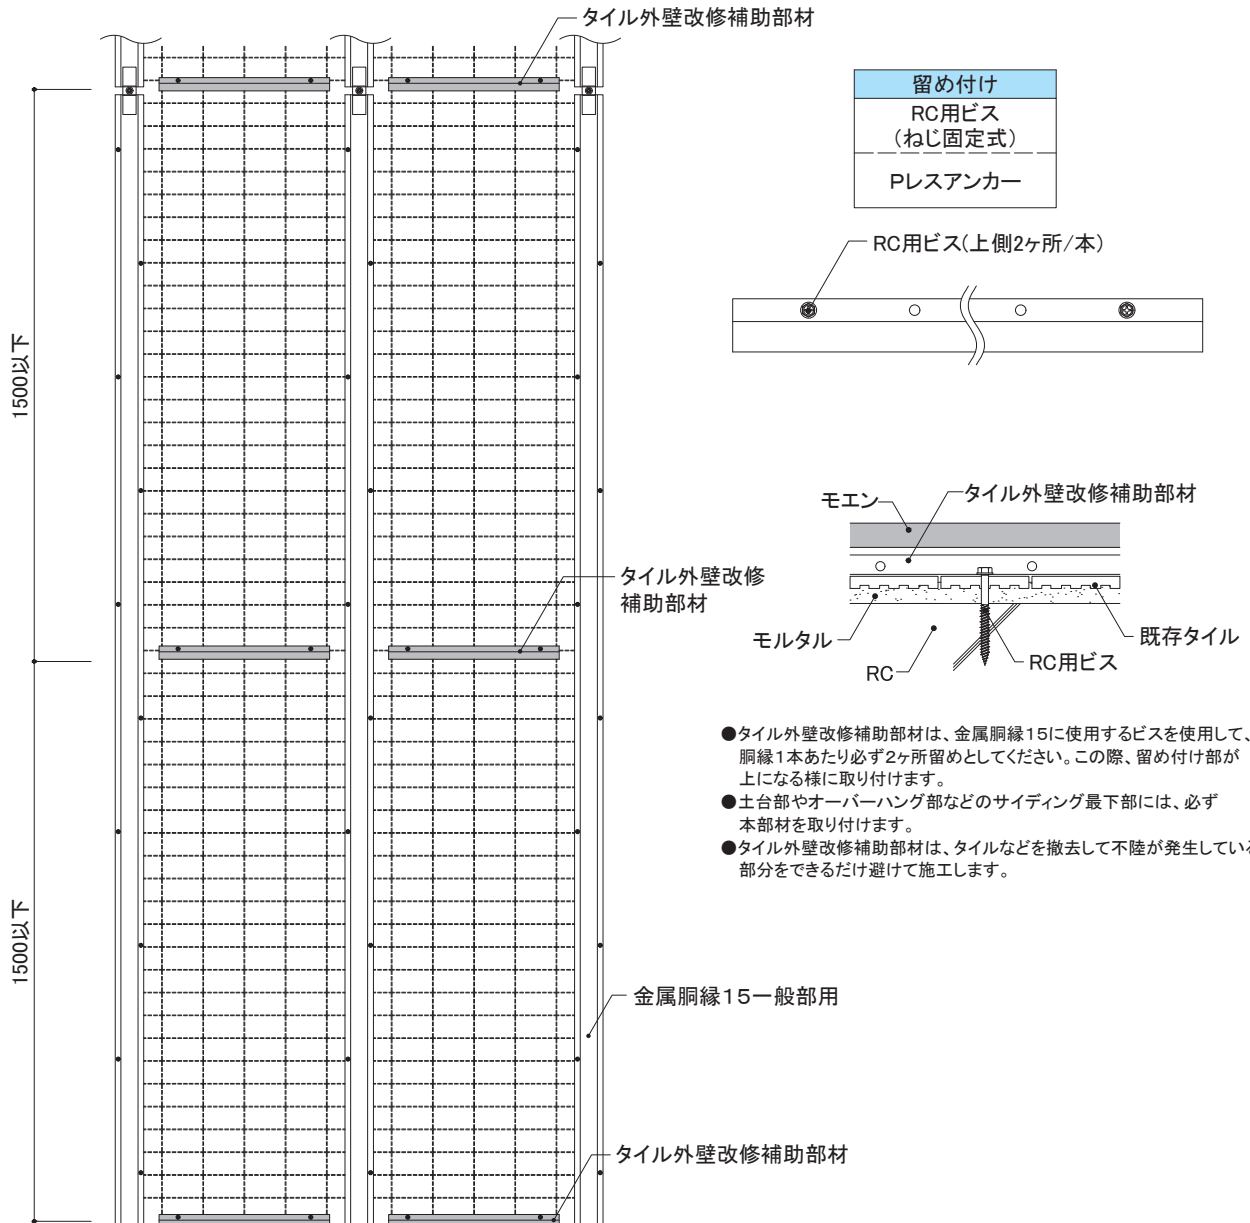 タイル外壁改修補助部材
留め付け
RC用ビス
（ねじ固定式）
Pレスアンカー
RC用ビス(上側2ヶ所/本)
1500以下
モエン
タイル外壁改修補助部材
タイル外壁改修
補助部材
モルタル
既存タイル
RC
RC用ビス
●タイル外壁改修補助部材は、金属胴縁15に使用するビスを使用して、
胴縁1本あたり必ず2ヶ所留めとしてください。この際、留め付け部が
上になる様に取り付けます。
●土台部やオーバーハング部などのサイディング最下部には、必ず
本部材を取り付けます。
●タイル外壁改修補助部材は、タイルなどを撤去して不陸が発生している
部分をできるだけ避けて施工します。
1500以下
金属胴縁15一般部用
タイル外壁改修補助部材